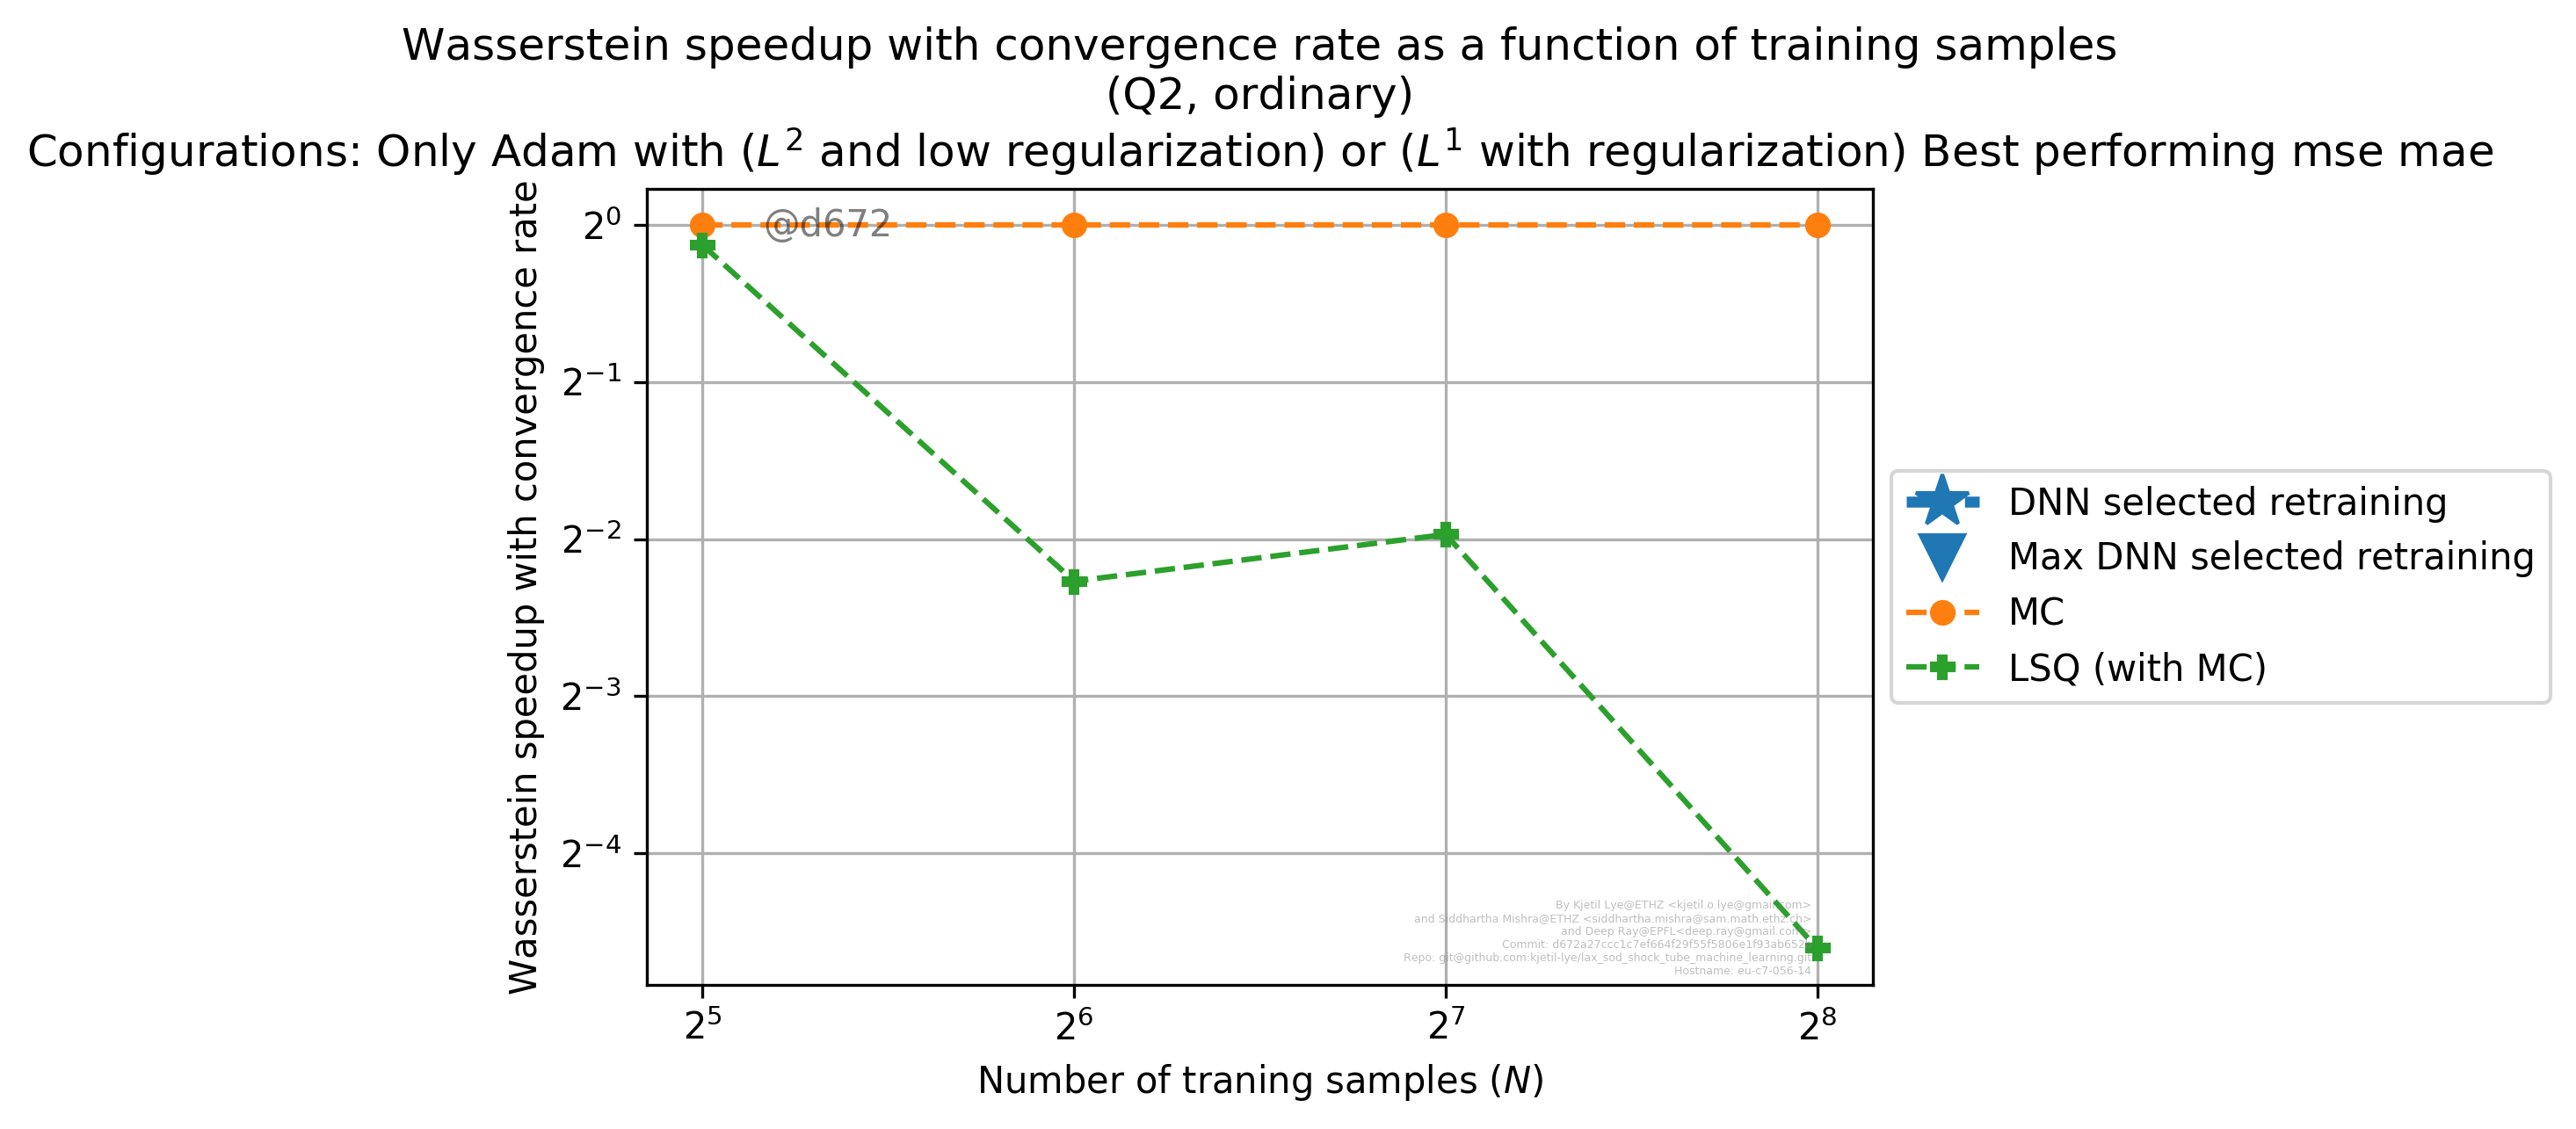 Wasserstein speedup with convergence rate as a function of training samples
(Q2, ordinary)
Configurations: Only Adam with (L² and low regularization) or (L¹ with regularization) Best performing mse mae
Wasserstein speedup with convergence rate
2⁰
2⁻¹
2⁻²
2⁻³
2⁻⁴
@d672
DNN selected retraining
Max DNN selected retraining
MC
LSQ (with MC)
By Kjetil Lye@ETHZ <kjetil.o.lye@gmail.com>
and Siddhartha Mishra@ETHZ <siddhartha.mishra@sam.math.ethz.ch>
and Deep Ray@EPFL<deep.ray@gmail.com>
Commit:
Repo: git@github.com:kjetil-lye/lax_sod_shock_tube_machine_learning.git
Hostname: eu-c7-056-14
2⁵
2⁶
2⁷
2⁸
Number of traning samples (N)